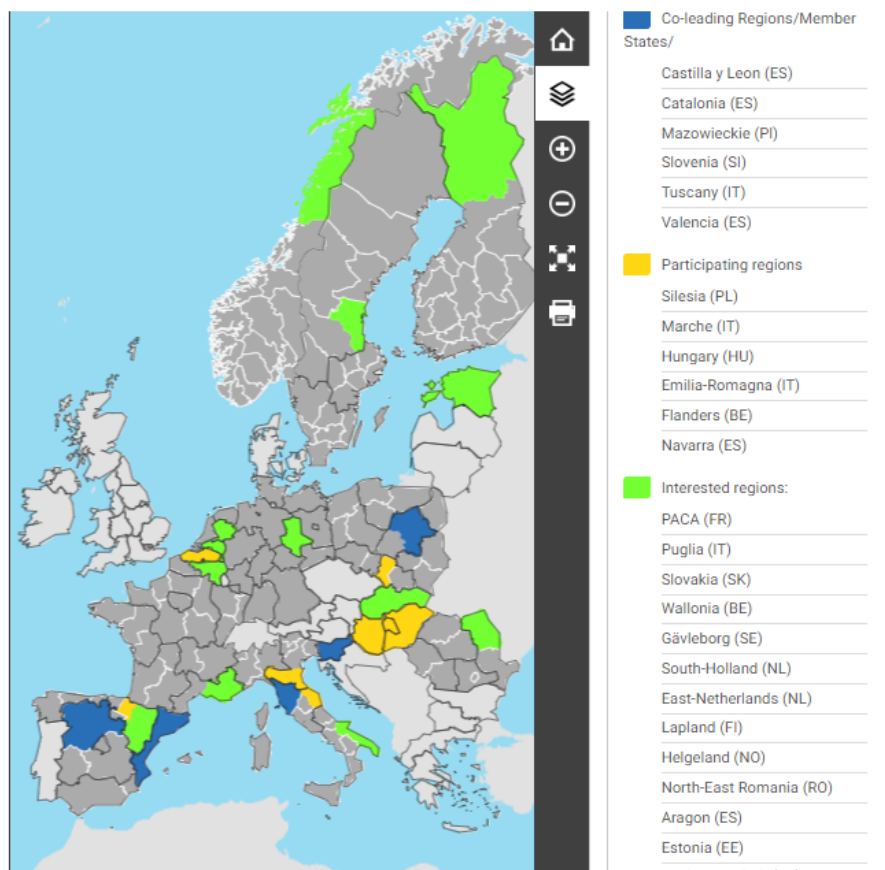 Co-leading Regions/Member
States/
Castilla y Leon (ES)
Catalonia (ES)
Mazowieckie (Pl)
Slovenia (SI)
Tuscany (IT)
Valencia (ES)
Participating regions
Silesia (PL)
Marche (IT)
Hungary (HU)
Emilia-Romagna (IT)
Flanders (BE)
Navarra (ES)
Interested regions:
PACA (FR)
Puglia (IT)
Slovakia (SK)
Wallonia (BE)
Gävleborg (SE)
South-Holland (NL)
East-Netherlands (NL)
Lapland (FI)
Helgeland (NO)
North-East Romania (RO)
Aragon (ES)
Estonia (EE)